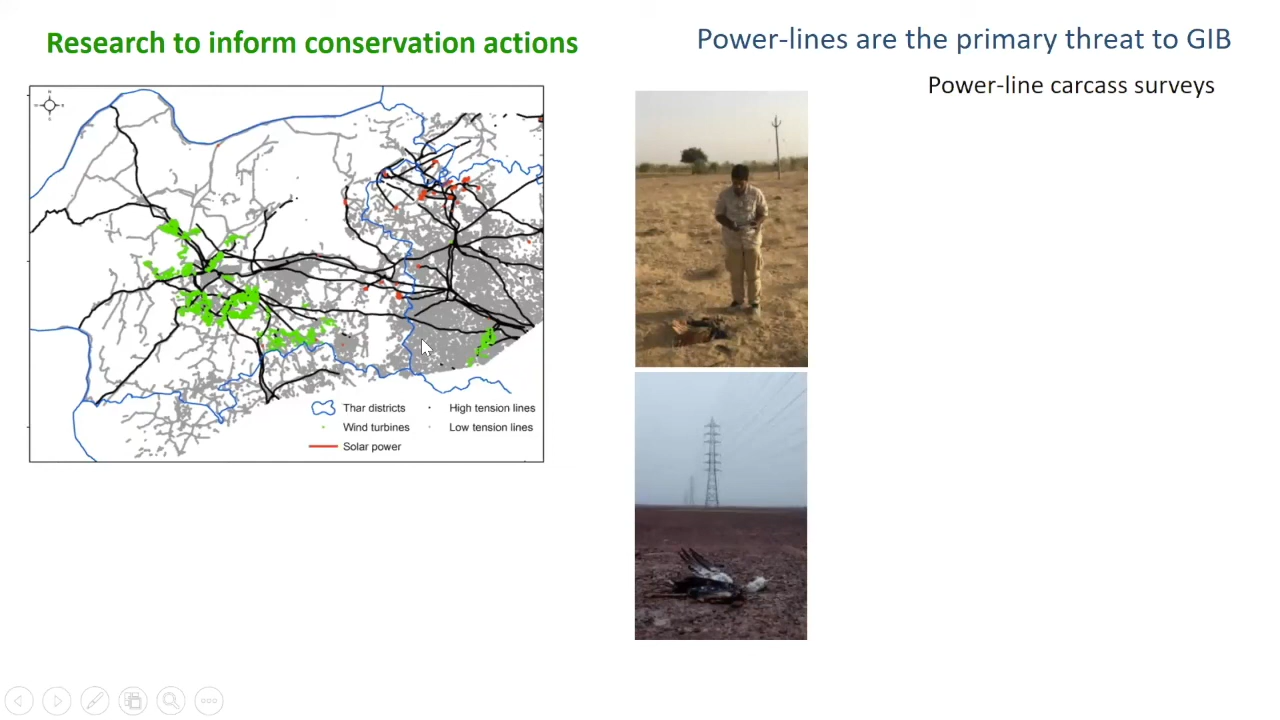 Research to inform conservation actions
Power-lines are the primary threat to GIB
Power-line carcass surveys
Thar districts
High tension lines
Wind turbines
Low tension lines
Solar power